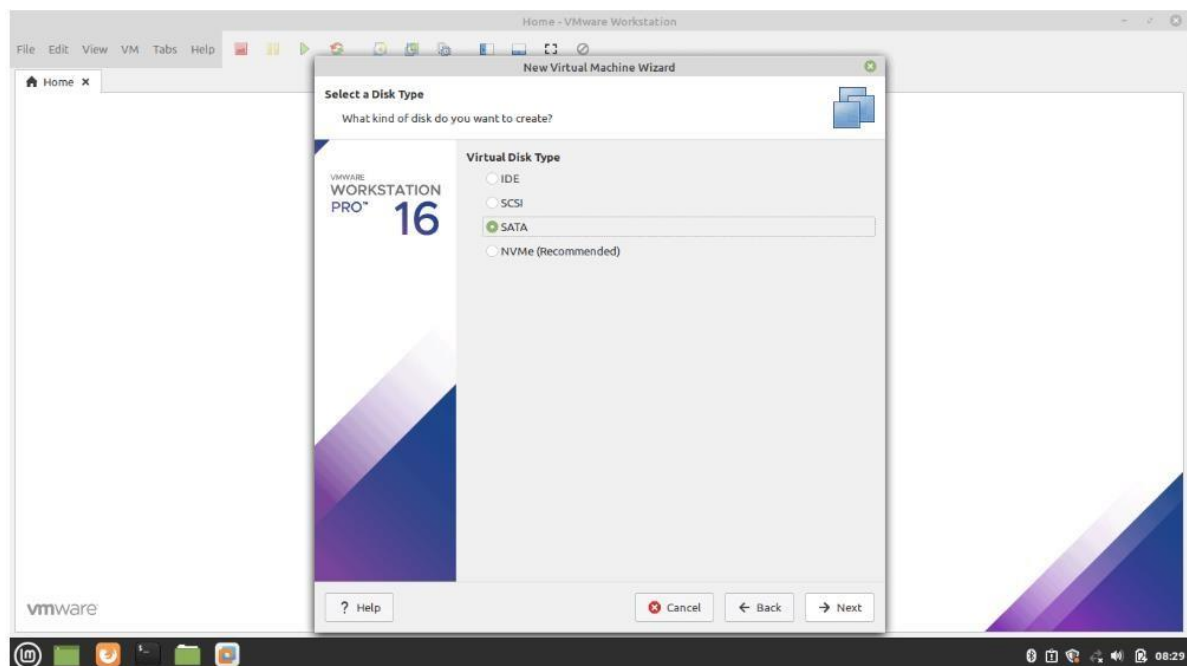 Home - VMware Workstation
File Edit View VM Tabs Help
Home
New Virtual Machine Wizard
Select a Disk Type
What kind of disk do you want to create?
VMWARE
WORKSTATION
PRO™ 16
Virtual Disk Type
IDE
SCSI
SATA
NVMe (Recommended)
vmware
? Help
Cancel
Back
Next
08:29